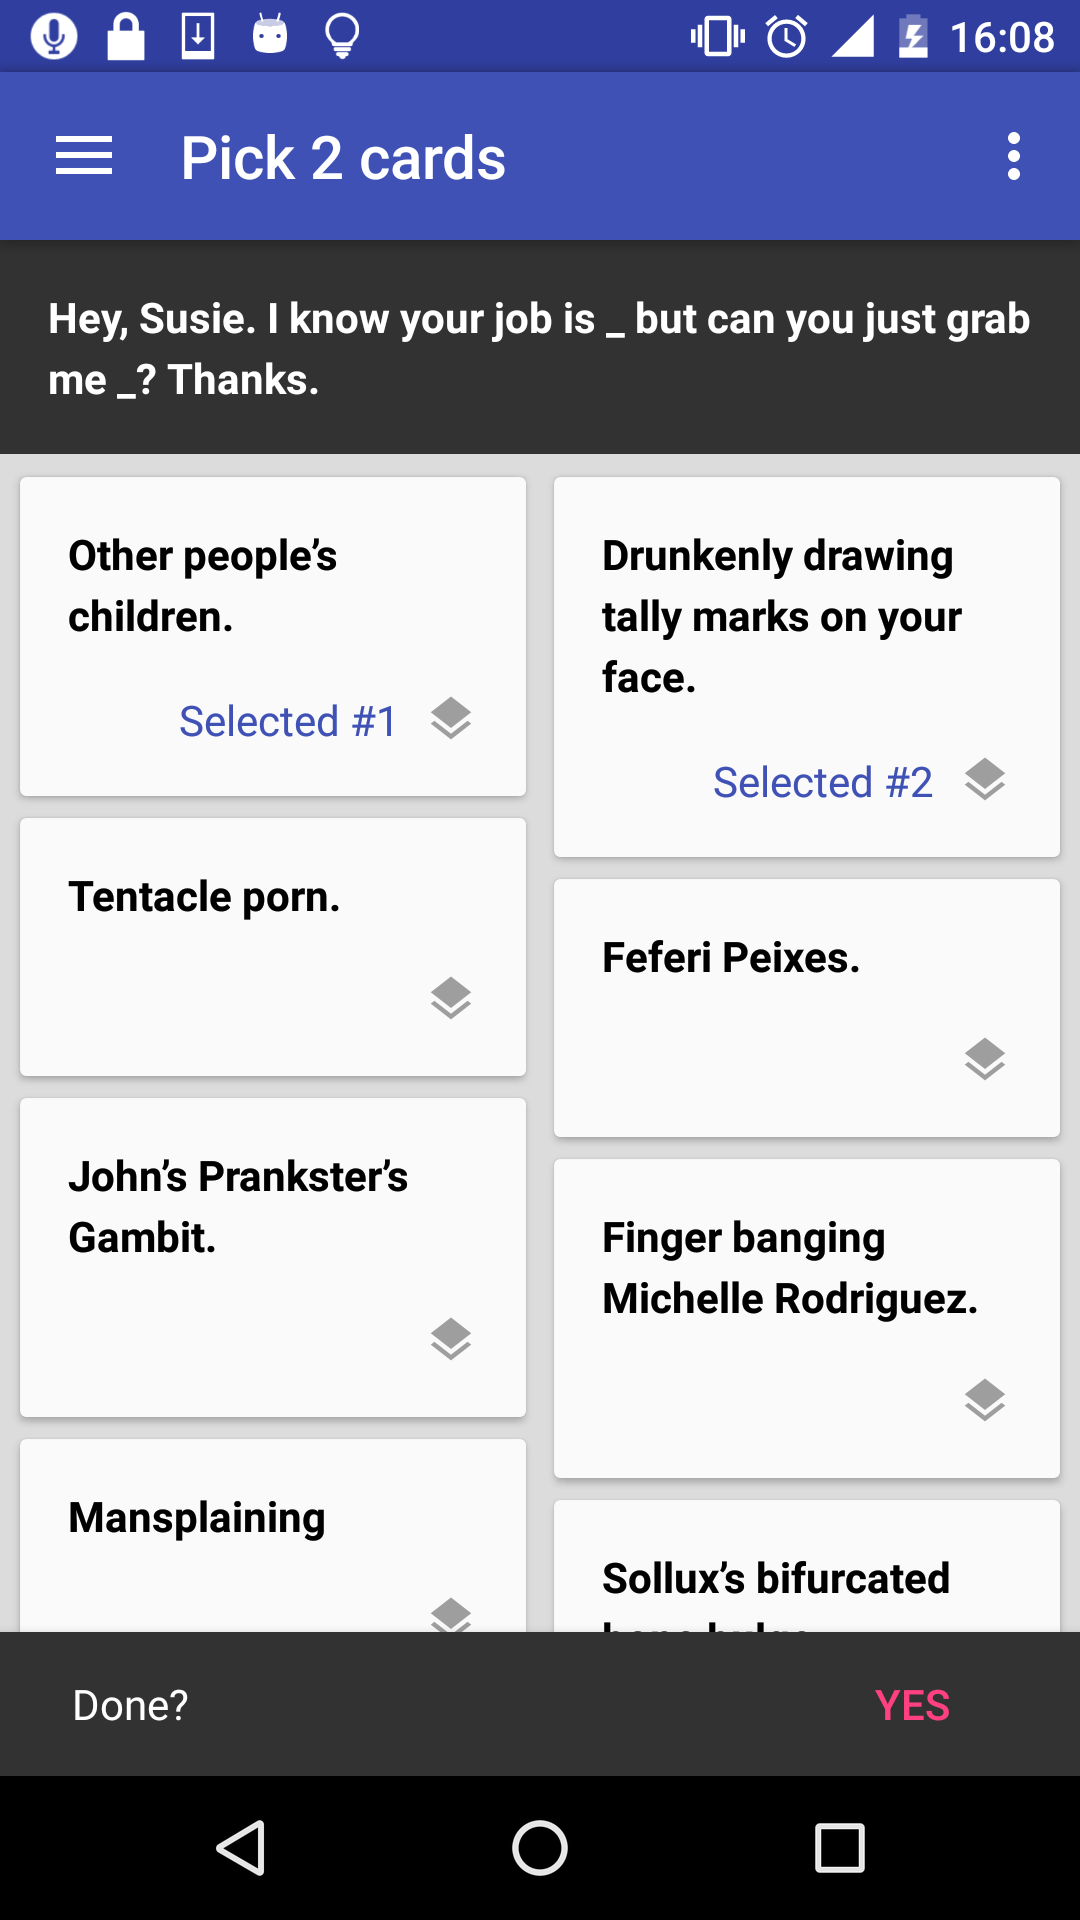 16:08
Pick 2 cards
Hey, Susie. I know your job is _ but can you just grab
me _? Thanks.
Other people’s
children.
Selected #1
Drunkenly drawing
tally marks on your
face.
Selected #2
Tentacle porn.
Feferi Peixes.
John’s Prankster’s
Gambit.
Finger banging
Michelle Rodriguez.
Mansplaining
Sollux’s bifurcated
Done?
YES